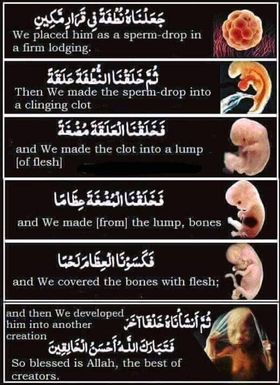 جَعَلْنَاهُ نُطْفَةً فِي قَرَارٍ مَّكِينٍ
We placed him as a sperm-drop in
a firm lodging.
ثُمَّ خَلَقْنَا النُّطْفَةَ عَلَقَةً
Then We made the sperm-drop into
a clinging clot
فَخَلَقْنَا الْعَلَقَةَ مُضْغَةً
and We made the clot into a lump
[of flesh]
فَخَلَقْنَا الْمُضْغَةَ عِظَامًا
and We made [from] the lump, bones
فَكَسَوْنَا الْعِظَامَ لَحْمًا
and We covered the bones with flesh;
and then We developed
him into another
creation
ثُمَّ أَنشَأْنَاهُ خَلْقًا آخَرَ
فَتَبَارَكَ اللَّهُ أَحْسَنُ الْخَالِقِينَ
So blessed is Allah, the best of
creators.